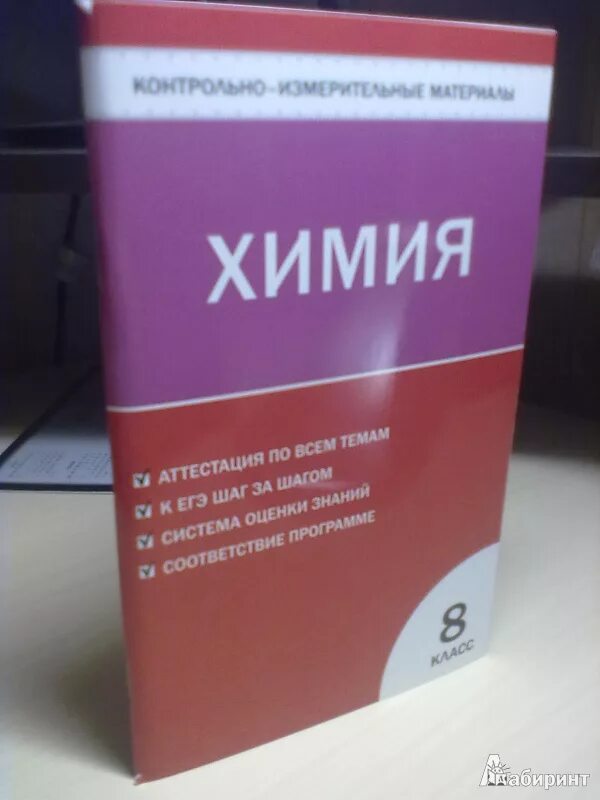 КОНТРОЛЬНО-ИЗМЕРИТЕЛЬНЫЕ МАТЕРИАЛЫ
ХИМИЯ
АТТЕСТАЦИЯ ПО ВСЕМ ТЕМАМ
К ЕГЭ ШАГ ЗА ШАГОМ
СИСТЕМА ОЦЕНКИ ЗНАНИЙ
СООТВЕТСТВИЕ ПРОГРАММЕ
8
КЛАСС
Лабиринт